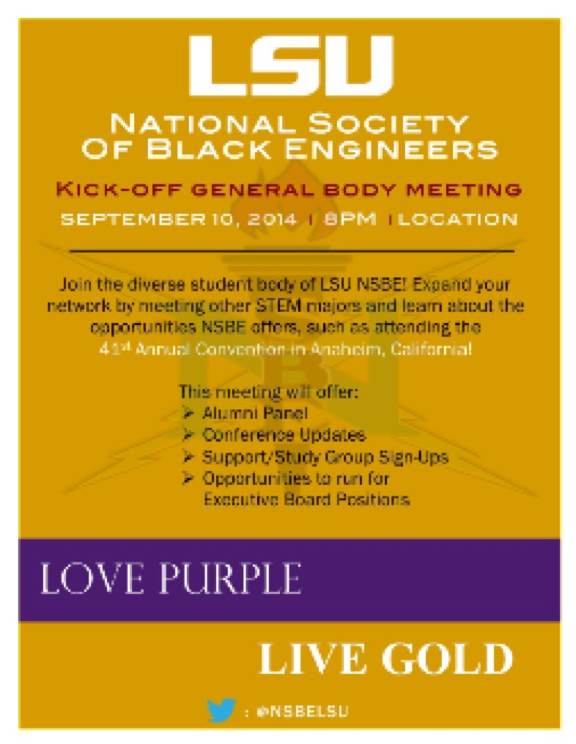 LSU
NATIONAL SOCIETY
OF BLACK ENGINEERS
KICK-OFF GENERAL BODY MEETING
SEPTEMBER 10, 2014 | 8PM | LOCATION
Join the diverse student body of LSU NSBE! Expand your
network by meeting other STEM majors and learn about the
opportunities NSBE offers, such as attending the
41st Annual Convention in Anaheim, California!
This meeting will offer:
➢ Alumni Panel
➢ Conference Updates
➢ Support/Study Group Sign-Ups
➢ Opportunities to run for
Executive Board Positions
LOVE PURPLE
LIVE GOLD
: @NSBELSU